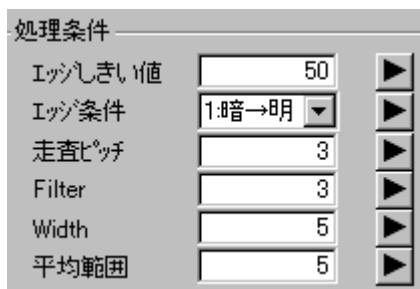 処理条件
ｴｯｼﾞしきい値 50
ｴｯｼﾞ条件 1:暗→明
走査ﾋﾟｯﾁ 3
Filter 3
Width 5
平均範囲 5